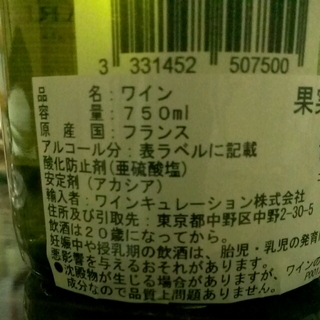 3 331452 507500
品名：ワイン
容量：750ml
原産国：フランス
アルコール分：表ラベルに記載
酸化防止剤(亜硫酸塩)
安定剤（アカシア）
輸入者：ワインキュレーション株式会社
住所及び引取先：東京都中野区中野2-30-5
飲酒は20歳になってから。
妊娠中や授乳期の飲酒は、胎児・乳児の発育に
悪影響を与えるおそれがあります。
●沈殿物が生じる場合がありますが、
成分なので品質上問題ありません。
果実
ワインの